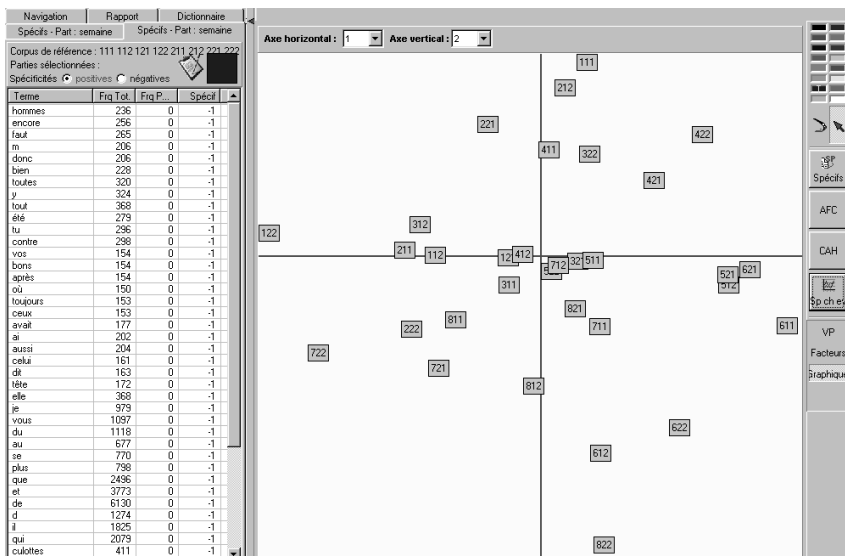 Navigation Rapport Dictionnaire
Spécifs - Part : semaine Spécifs - Part : semaine
Corpus de référence : 111 112 121 122 211 212 221 222
Parties sélectionnées :
Spécificités positives négatives
Terme Frq Tot. Frq P... Spécif
hommes 236 0 -1
encore 256 0 -1
faut 265 0 -1
m 206 0 -1
donc 206 0 -1
bien 228 0 -1
toutes 320 0 -1
y 324 0 -1
tout 368 0 -1
été 279 0 -1
tu 296 0 -1
contre 298 0 -1
vos 154 0 -1
bons 154 0 -1
après 154 0 -1
où 150 0 -1
toujours 153 0 -1
ceux 153 0 -1
avait 177 0 -1
ai 202 0 -1
aussi 204 0 -1
celui 161 0 -1
dit 163 0 -1
tête 172 0 -1
elle 368 0 -1
je 979 0 -1
vous 1097 0 -1
du 1118 0 -1
au 677 0 -1
se 770 0 -1
plus 798 0 -1
que 2496 0 -1
et 3773 0 -1
de 6130 0 -1
d 1274 0 -1
il 1825 0 -1
qui 2079 0 -1
culottes 411 0 -1
Axe horizontal : 1 Axe vertical : 2
111
212
221
422
411
322
421
312
122
211
112
412
511
712
621
521
311
821
811
222
711
611
722
721
812
622
612
822
SP
Spécifs
AFC
CAH
Sp ch ev
VP
Facteurs
Graphique